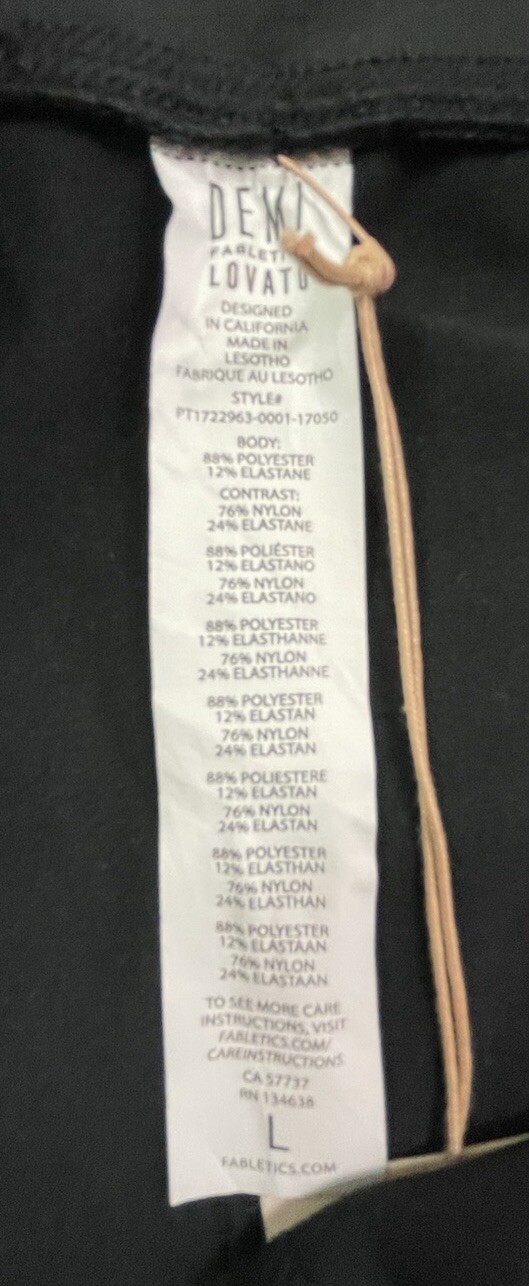 DEMI
FABLETICS
LOVATO
DESIGNED
IN CALIFORNIA
MADE IN
LESOTHO
FABRIQUE AU LESOTHO
STYLE#
PT1722963-0001-17050
BODY:
88% POLYESTER
12% ELASTANE
CONTRAST:
76% NYLON
24% ELASTANE
88% POLIÉSTER
12% ELASTANO
76% NYLON
24% ELASTANO
88% POLYESTER
12% ELASTHANNE
76% NYLON
24% ELASTHANNE
88% POLYESTER
12% ELASTAN
76% NYLON
24% ELASTAN
88% POLIESTERE
12% ELASTAN
76% NYLON
24% ELASTAN
88% POLYESTER
12% ELASTHAN
76% NYLON
24% ELASTHAN
88% POLYESTER
12% ELASTAAN
76% NYLON
24% ELASTAAN
TO SEE MORE CARE
INSTRUCTIONS, VISIT
FABLETICS.COM/
CAREINSTRUCTIONS
CA 57737
RN 134638
L
FABLETICS.COM